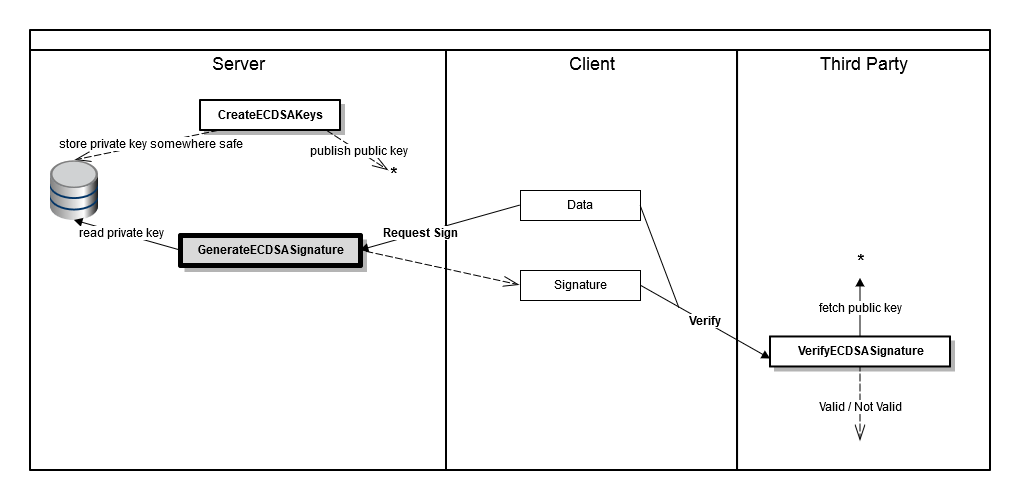 Server
Client
Third Party
CreateECDSAKeys
store private key somewhere safe
publish public key
*
Data
read private key
GenerateECDSASignature
Request Sign
Signature
Verify
*
fetch public key
VerifyECDSASignature
Valid / Not Valid